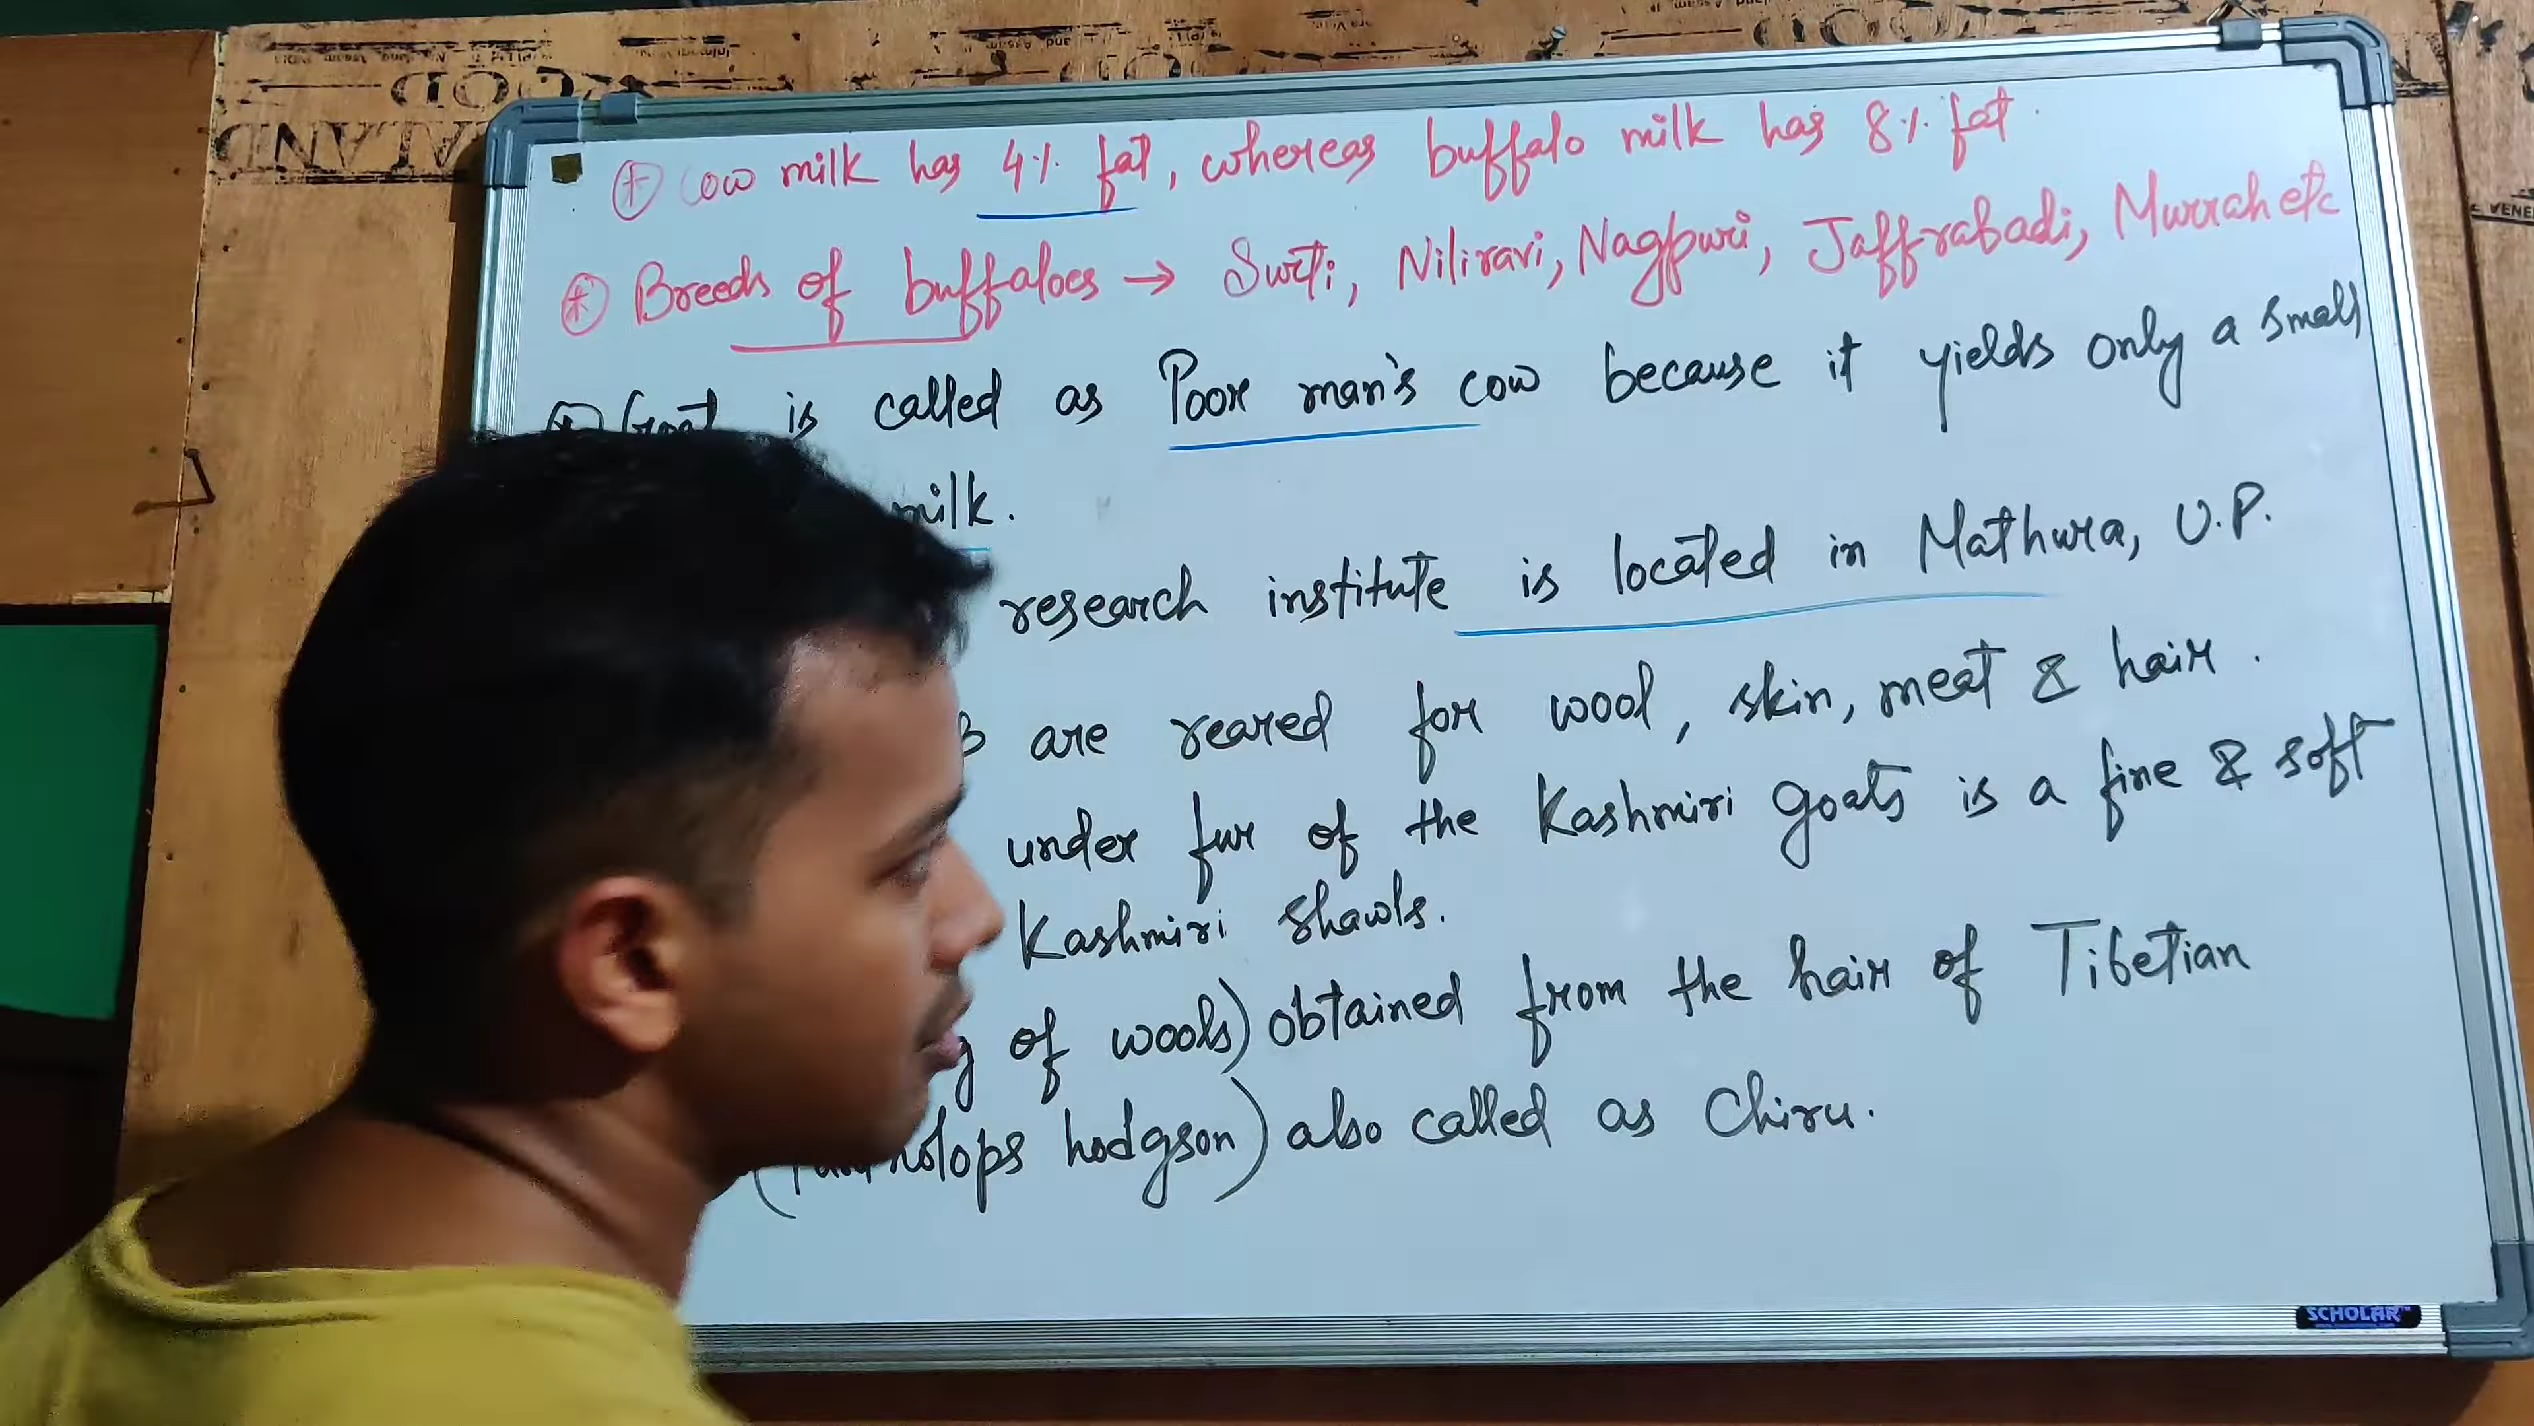 Cow milk has 4% fat, whereas buffalo milk has 8% fat.
Breeds of buffaloes → Surti, Niliravi, Nagpuri, Jaffrabadi, Murrah etc
Goat is called as Poor man's cow because it yields only a small
milk.
research institute is located in Mathura, U.P.
are reared for wool, skin, meat & hair.
under fur of the Kashmiri goats is a fine & soft
Kashmiri shawls.
of wools) obtained from the hair of Tibetian
hodgson) also called as Chiru.
SCHOLAR